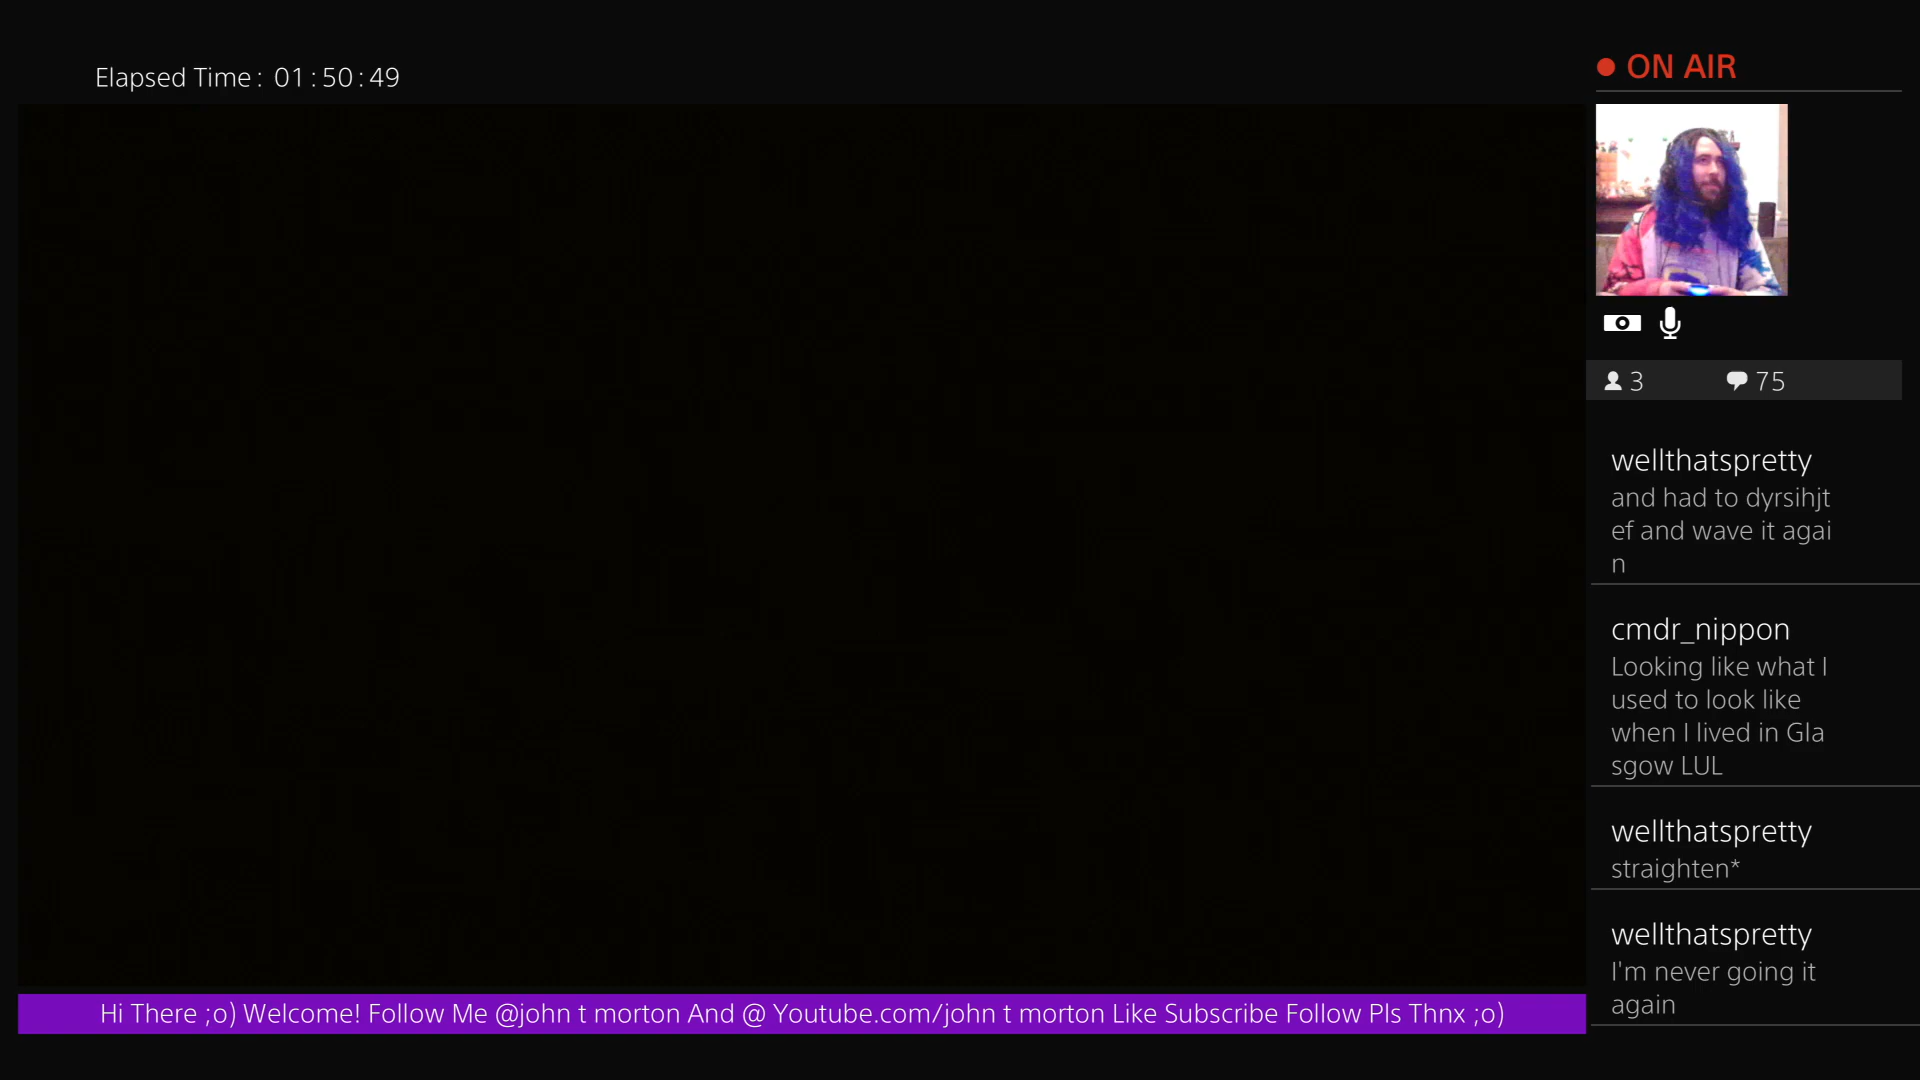 Elapsed Time: 01:50:49
ON AIR
3 75
wellthatspretty
and had to dyrsihjt
ef and wave it agai
n
cmdr_nippon
Looking like what I
used to look like
when I lived in Gla
sgow LUL
wellthatspretty
straighten*
wellthatspretty
I'm never going it
again
Hi There ;o) Welcome! Follow Me @john t morton And @ Youtube.com/john t morton Like Subscribe Follow Pls Thnx ;o)